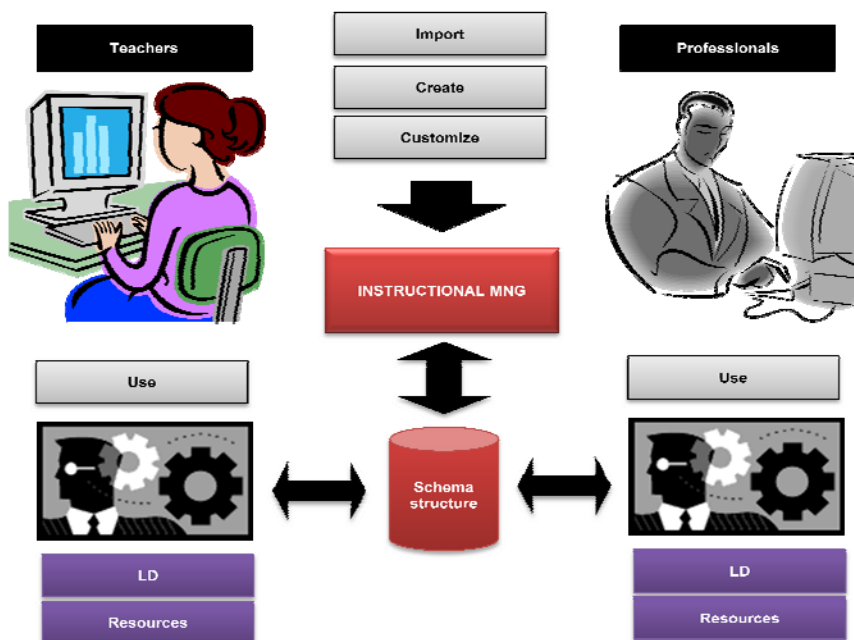 Teachers
Import
Professionals
Create
Customize
INSTRUCTIONAL MNG
Use
Use
Schema
structure
LD
LD
Resources
Resources